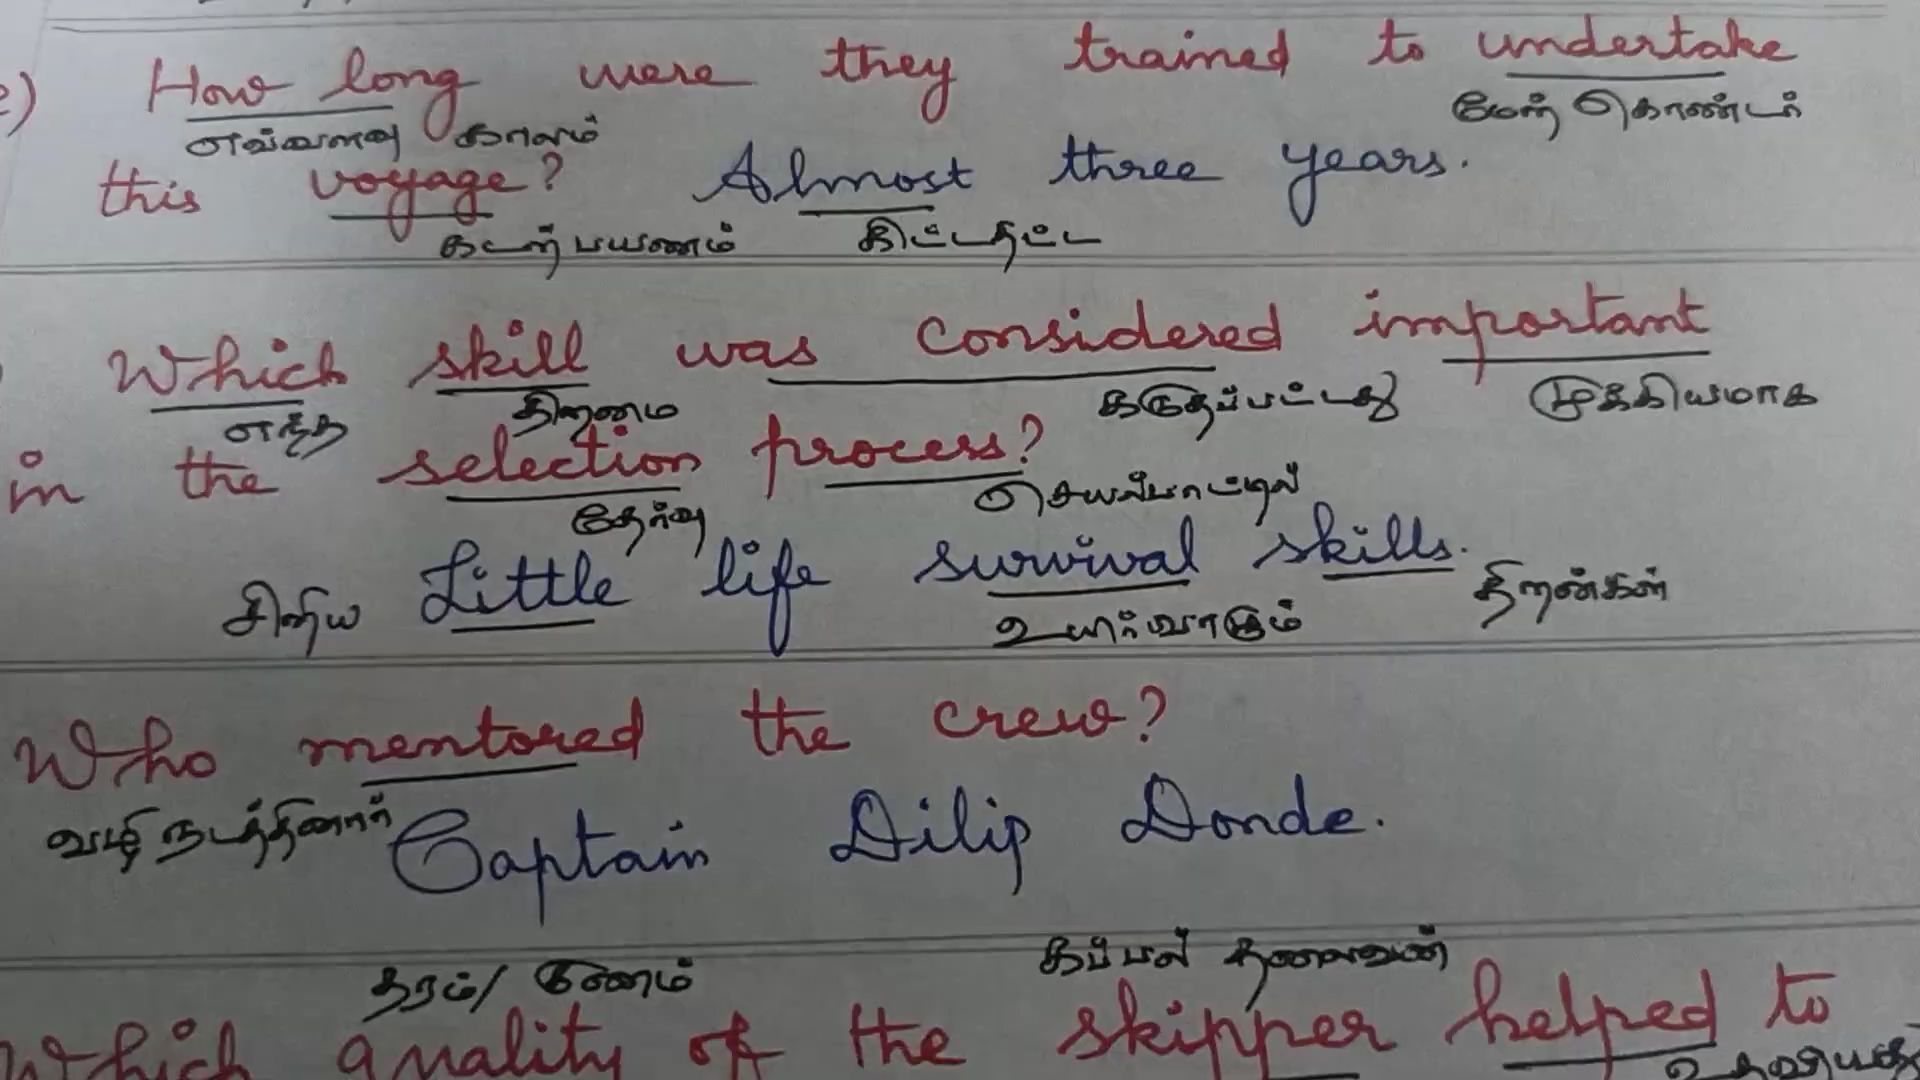 How long were they trained to undertake
எவ்வளவு காலம் மேற் கொண்டர்
this voyage? Almost three years.
கடற்பயணம் கிட்டதட்ட
Which skill was considered important
எந்த திறமை கருதப்பட்டது முக்கியமாக
in the selection process?
தேர்வு செயல்பாட்டில்
சிறிய Little life survival skills.
உயிர்வாழும் திறன்கள்
Who mentored the crew?
வழி நடத்தினார்
Captain Dilip Donde.
தரம்/ குணம் கப்பல் தலைவன்
Which quality of the skipper helped to